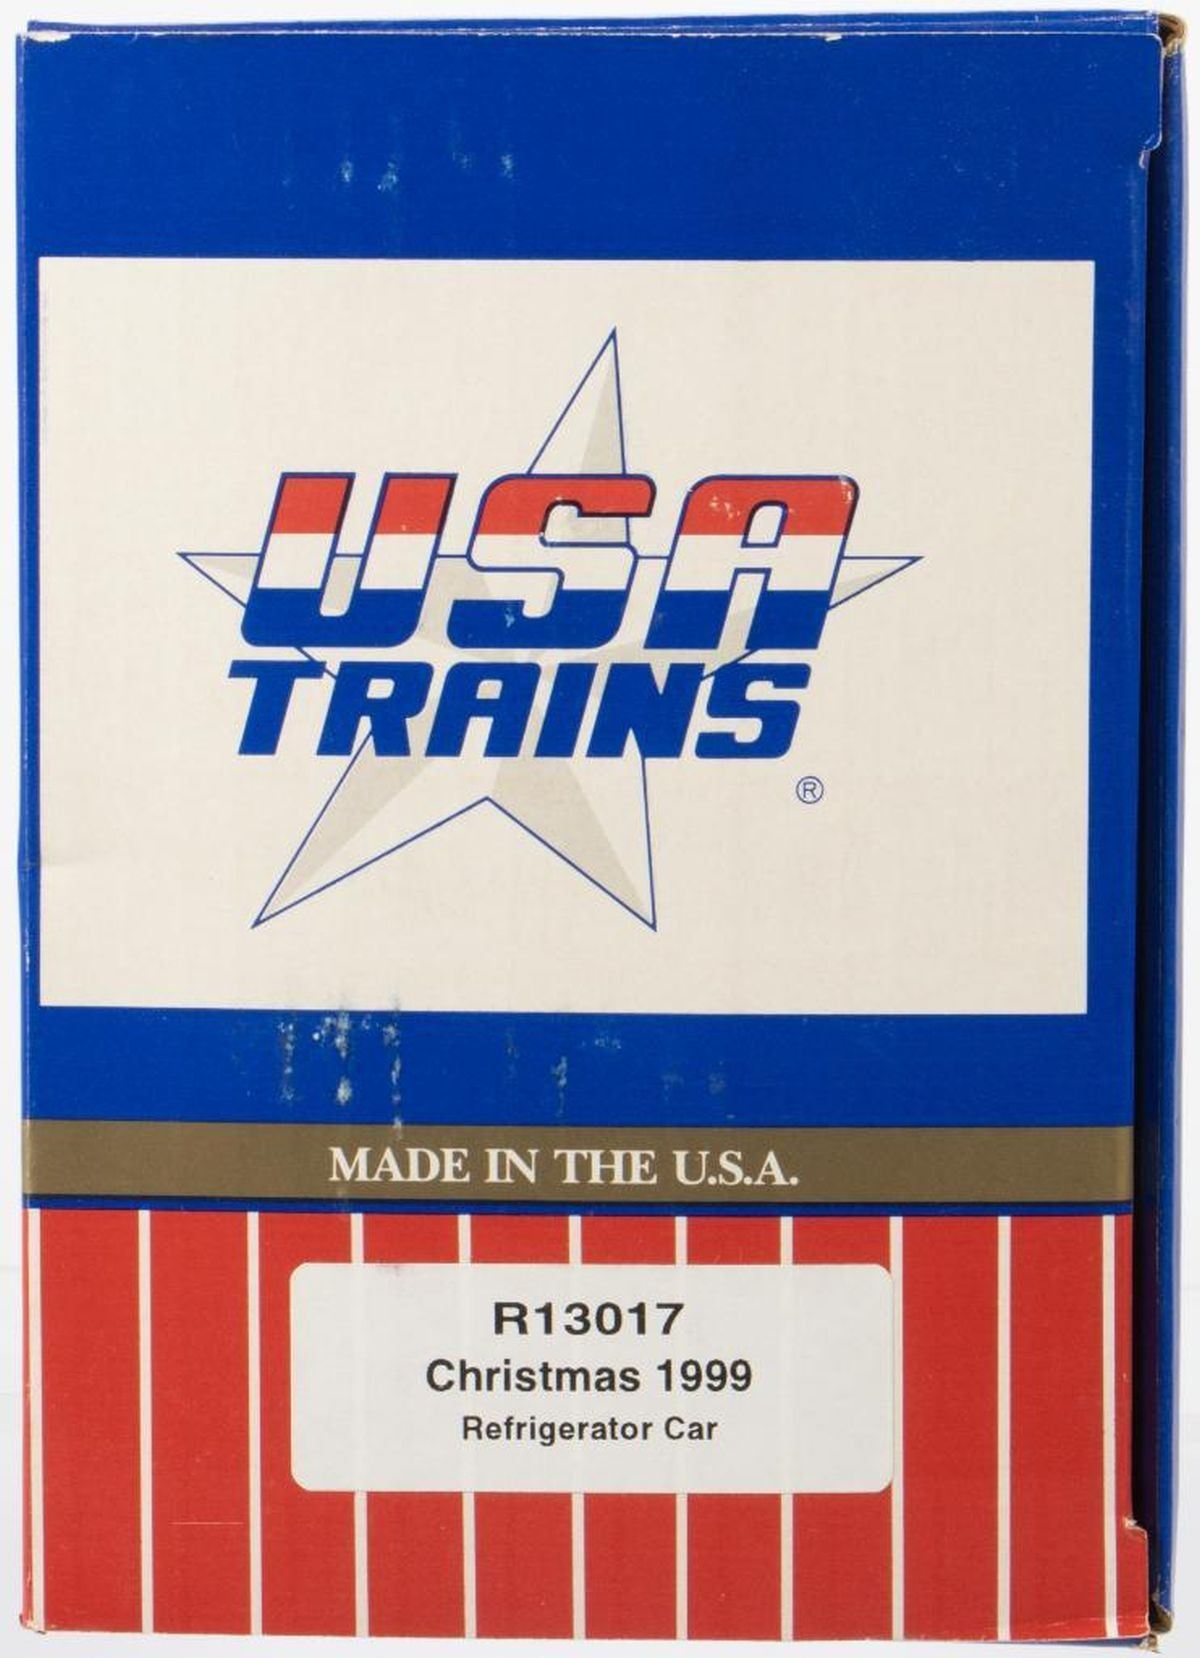 USA
TRAINS
®
MADE IN THE U.S.A.
R13017
Christmas 1999
Refrigerator Car